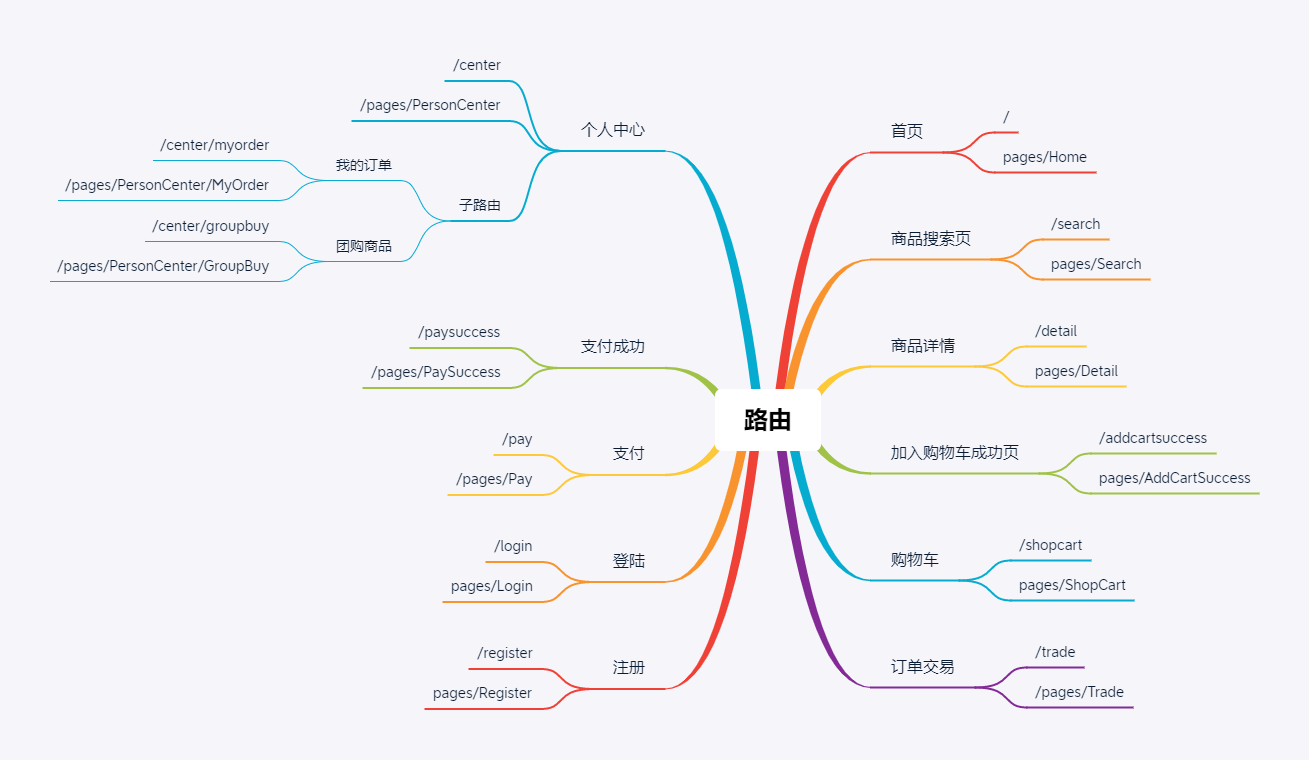 路由
首页
/
pages/Home
商品搜索页
/search
pages/Search
商品详情
/detail
pages/Detail
加入购物车成功页
/addcartsuccess
pages/AddCartSuccess
购物车
/shopcart
pages/ShopCart
订单交易
/trade
/pages/Trade
个人中心
/center
/pages/PersonCenter
子路由
我的订单
/center/myorder
/pages/PersonCenter/MyOrder
团购商品
/center/groupbuy
/pages/PersonCenter/GroupBuy
支付成功
/paysuccess
/pages/PaySuccess
支付
/pay
/pages/Pay
登陆
/login
pages/Login
注册
/register
pages/Register